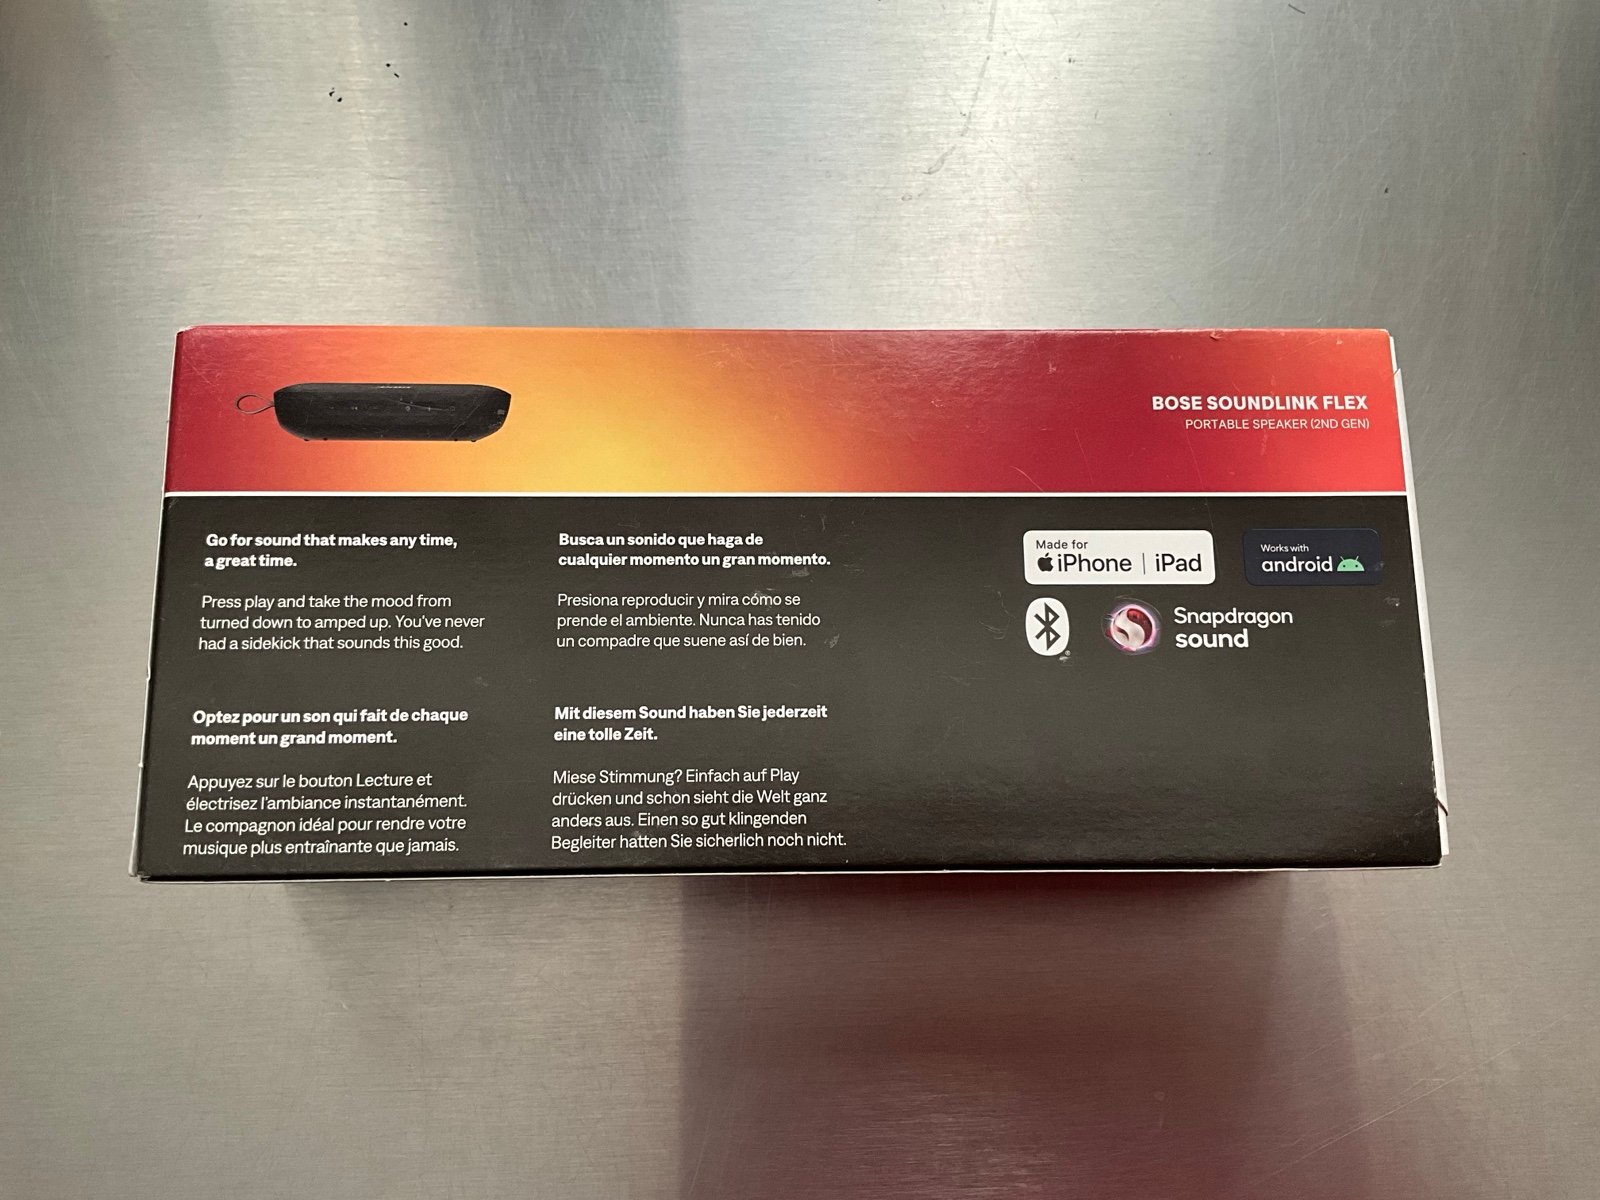 BOSE SOUNDLINK FLEX
PORTABLE SPEAKER (2ND GEN)
Go for sound that makes any time,
a great time.
Press play and take the mood from
turned down to amped up. You've never
had a sidekick that sounds this good.
Busca un sonido que haga de
cualquier momento un gran momento.
Presiona reproducir y mira cómo se
prende el ambiente. Nunca has tenido
un compadre que suene así de bien.
Optez pour un son qui fait de chaque
moment un grand moment.
Appuyez sur le bouton Lecture et
électrisez l'ambiance instantanément.
Le compagnon idéal pour rendre votre
musique plus entraînante que jamais.
Mit diesem Sound haben Sie jederzeit
eine tolle Zeit.
Miese Stimmung? Einfach auf Play
drücken und schon sieht die Welt ganz
anders aus. Einen so gut klingenden
Begleiter hatten Sie sicherlich noch nicht.
Made for
iPhone | iPad
Works with
android
Snapdragon
sound